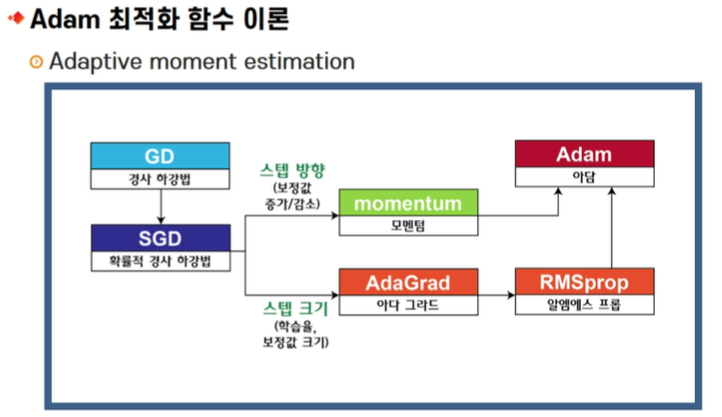 Adam 최적화 함수 이론
Adaptive moment estimation
GD
경사 하강법
SGD
확률적 경사 하강법
스텝 방향
(보정값
증가/감소)
momentum
모멘텀
Adam
아담
스텝 크기
(학습율,
보정값 크기)
AdaGrad
아다 그라드
RMSprop
알엠에스 프롭